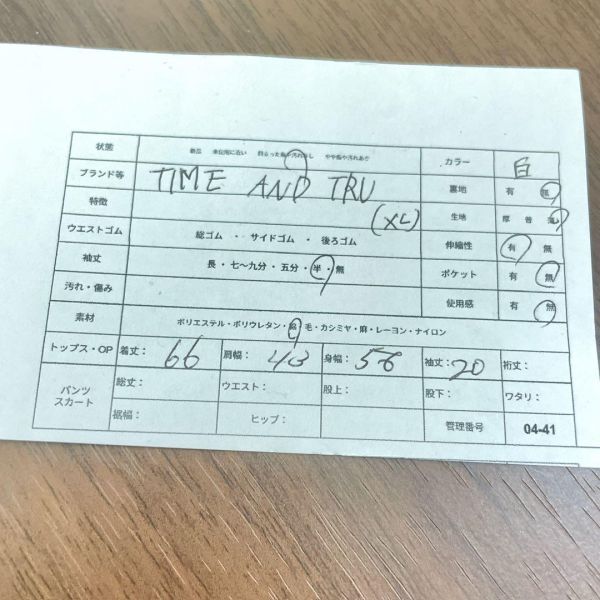 状態 新品 未使用に近い 目立った傷や汚れなし やや傷や汚れあり カラー 白
ブランド等 TIME AND TRU 裏地 有 無
特徴 (XL) 生地 厚 普 薄
ウエストゴム 総ゴム ・ サイドゴム ・ 後ろゴム 伸縮性 有 無
袖丈 長・七〜九分・五分・半・無 ポケット 有 無
汚れ・傷み 使用感 有 無
素材 ポリエステル・ポリウレタン・綿・毛・カシミヤ・麻・レーヨン・ナイロン
トップス・OP 着丈: 66 肩幅: 43 身幅: 56 袖丈: 20 裄丈:
パンツ スカート 総丈: ウエスト: 股上: 股下: ワタリ:
裾幅: ヒップ: 管理番号 04-41